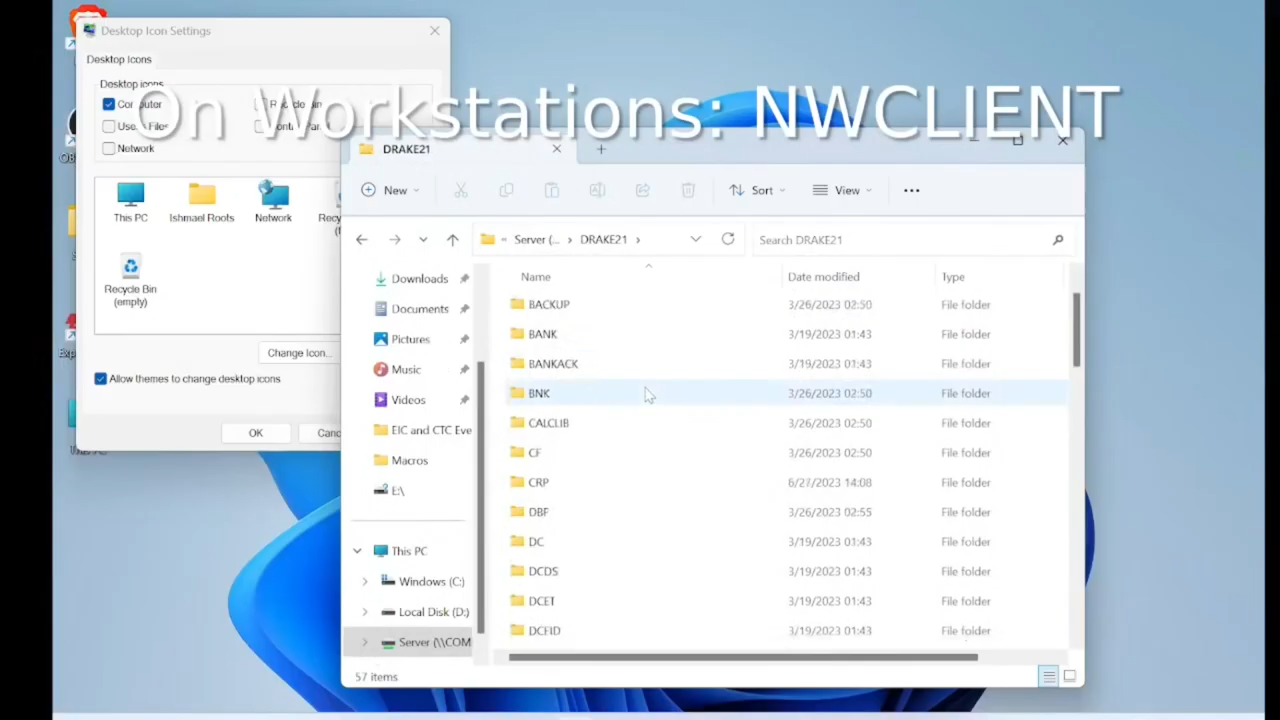 Desktop Icon Settings
Desktop Icons
Desktop icons
Network
On Workstations: NWCLIENT
This PC
Ishmael Roots
Network
Recycle Bin
(empty)
Change Icon...
Allow themes to change desktop icons
OK
DRAKE21
New
Sort
View
Server (...
DRAKE21
Search DRAKE21
Downloads
Documents
Pictures
Music
Videos
EIC and CTC Eve
Macros
E:\
This PC
Windows (C:)
Local Disk (D:)
Server (\\COM
Name Date modified Type
BACKUP 3/26/2023 02:50 File folder
BANK 3/19/2023 01:43 File folder
BANKACK 3/19/2023 01:43 File folder
BNK 3/26/2023 02:50 File folder
CALCLIB 3/26/2023 02:50 File folder
CF 3/26/2023 02:50 File folder
CRP 6/27/2023 14:08 File folder
DBF 3/26/2023 02:55 File folder
DC 3/19/2023 01:43 File folder
DCDS 3/19/2023 01:43 File folder
DCET 3/19/2023 01:43 File folder
DCFID 3/19/2023 01:43 File folder
57 items